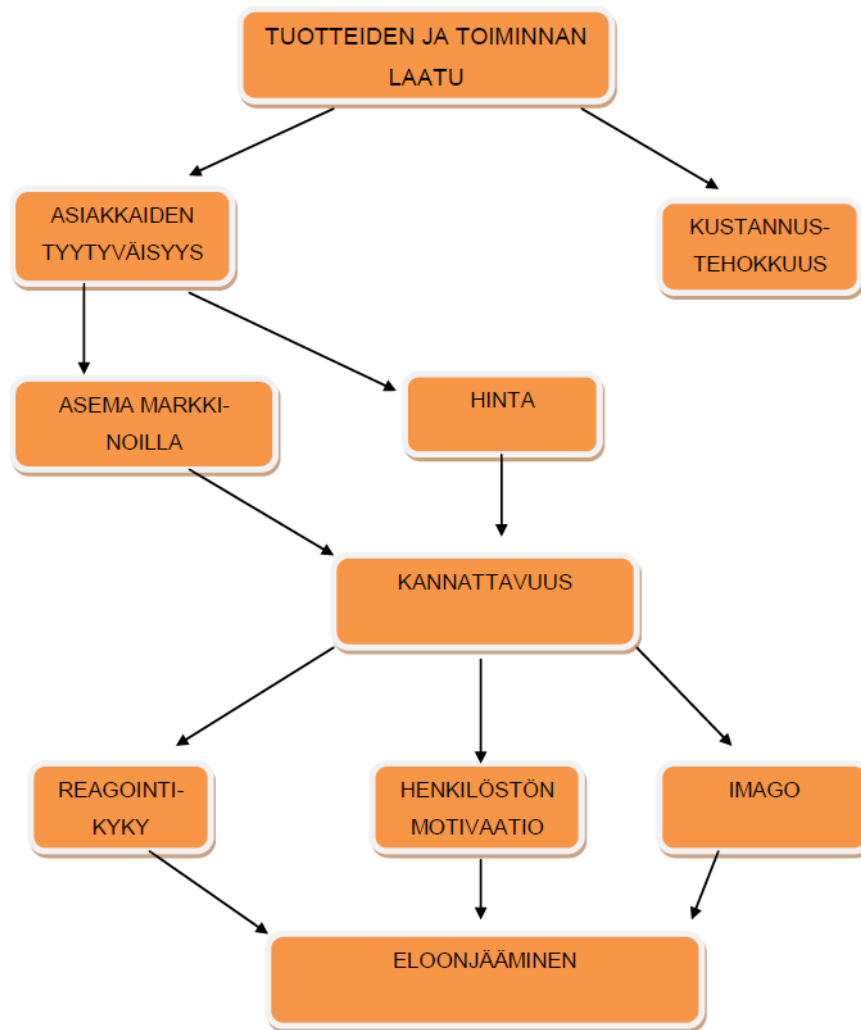 TUOTTEIDEN JA TOIMINNAN
LAATU
ASIAKKAIDEN
TYYTYVÄISYYS
KUSTANNUS-
TEHOKKUUS
ASEMA MARKKI-
NOILLA
HINTA
KANNATTAVUUS
REAGOINTI-
KYKY
HENKILÖSTÖN
MOTIVAATIO
IMAGO
ELOONJÄÄMINEN